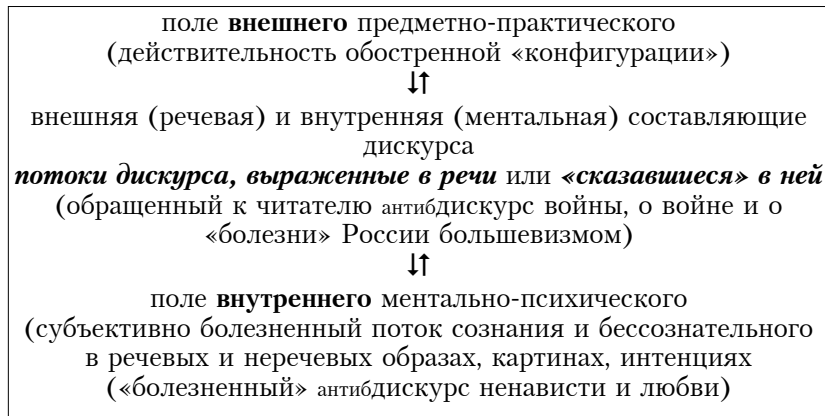 поле внешнего предметно-практического
(действительность обостренной «конфигурации»)
↓↑
внешняя (речевая) и внутренняя (ментальная) составляющие
дискурса
потоки дискурса, выраженные в речи или «сказавшиеся» в ней
(обращенный к читателю антибдискурс войны, о войне и о
«болезни» России большевизмом)
↓↑
поле внутреннего ментально-психического
(субъективно болезненный поток сознания и бессознательного
в речевых и неречевых образах, картинах, интенциях
(«болезненный» антибдискурс ненависти и любви)